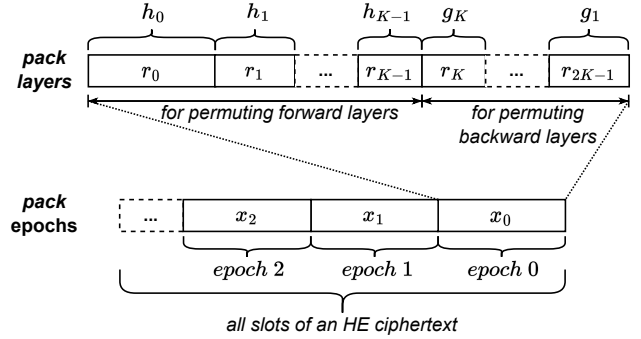 h_0 h_1 h_{K-1} g_K g_1
pack
layers
r_0 r_1 ... r_{K-1} r_K ... r_{2K-1}
for permuting forward layers
for permuting
backward layers
pack
epochs
... x_2 x_1 x_0
epoch 2 epoch 1 epoch 0
all slots of an HE ciphertext